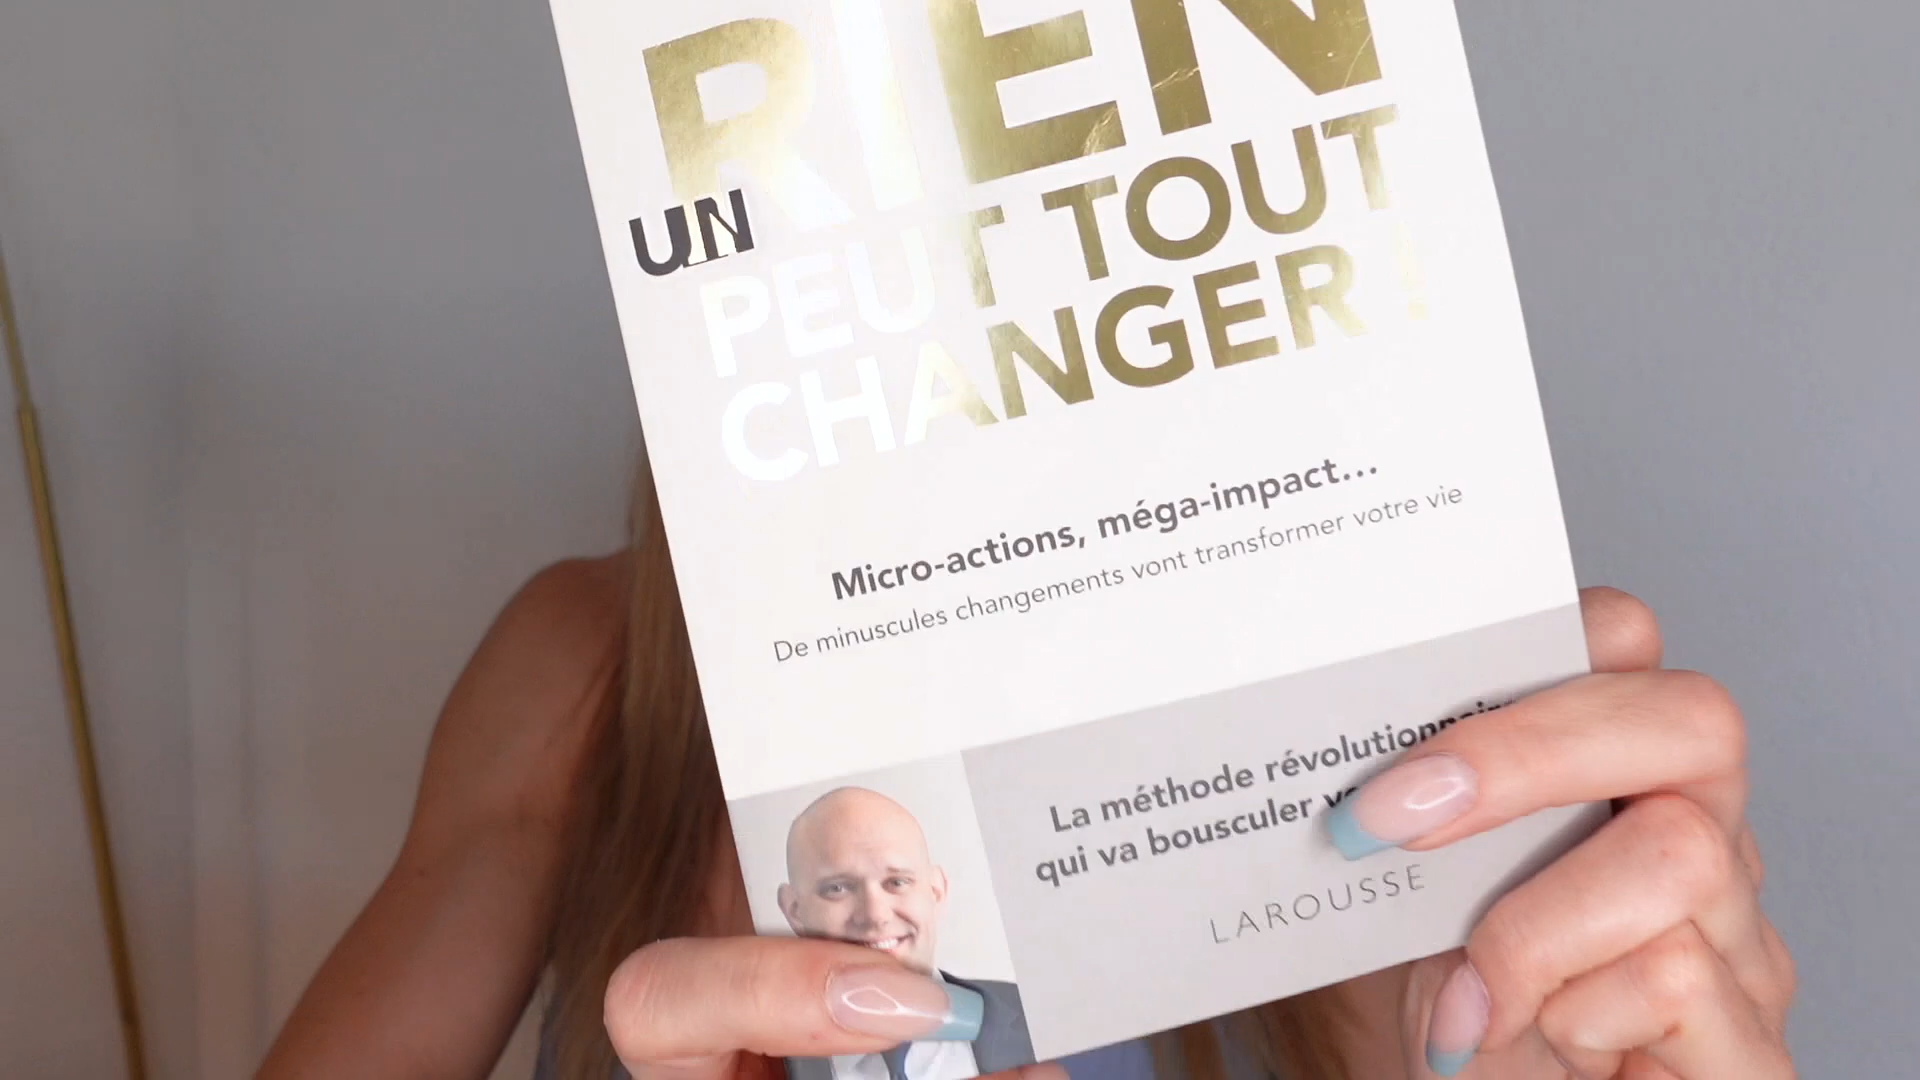 UN RIEN
PEUT TOUT
CHANGER !
Micro-actions, méga-impact...
De minuscules changements vont transformer votre vie
La méthode révolutionnaire
qui va bousculer
LAROUSSE